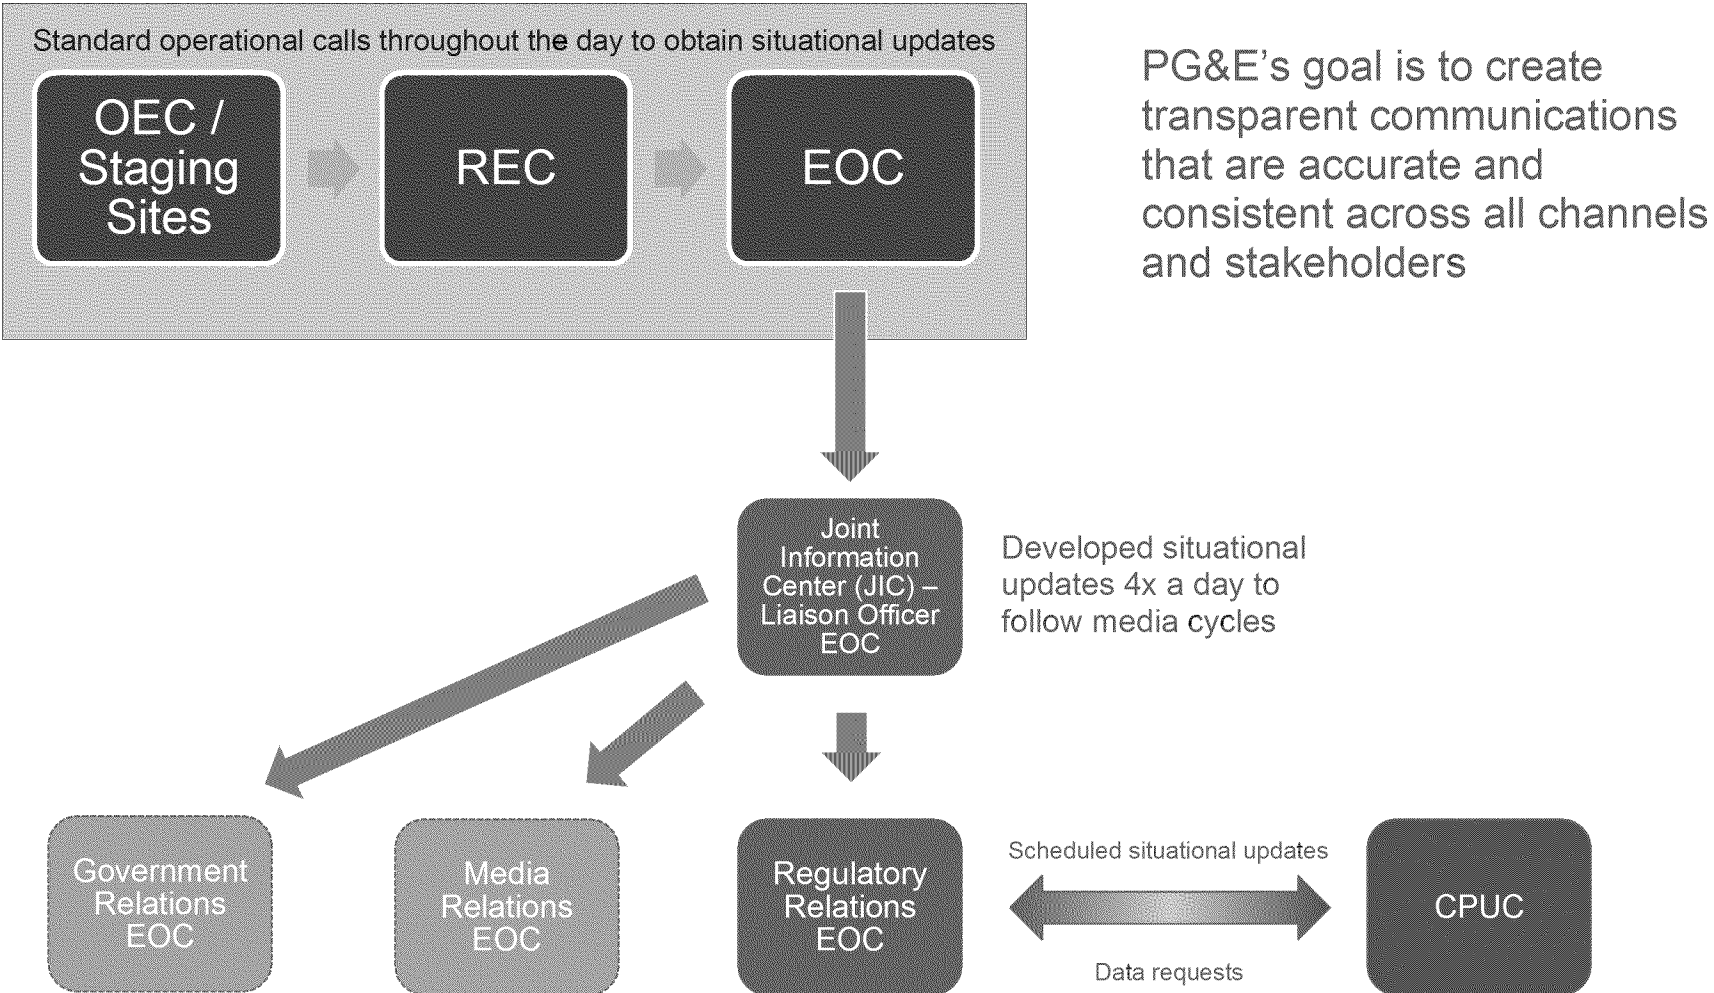 Standard operational calls throughout the day to obtain situational updates
OEC /
Staging
Sites
REC
EOC
PG&E's goal is to create
transparent communications
that are accurate and
consistent across all channels
and stakeholders
Joint
Information
Center (JIC) –
Liaison Officer
EOC
Developed situational
updates 4x a day to
follow media cycles
Government
Relations
EOC
Media
Relations
EOC
Regulatory
Relations
EOC
Scheduled situational updates
Data requests
CPUC